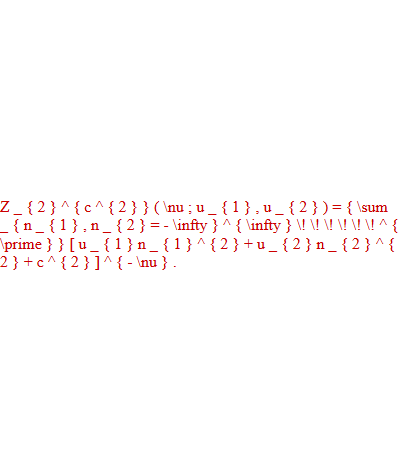 Z _ { 2 } ^ { c ^ { 2 } } ( \nu ; u _ { 1 } , u _ { 2 } ) = { \sum
_ { n _ { 1 } , n _ { 2 } = - \infty } ^ { \infty } \! \! \! \! \! \! ^ {
\prime } } [ u _ { 1 } n _ { 1 } ^ { 2 } + u _ { 2 } n _ { 2 } ^ {
2 } + c ^ { 2 } ] ^ { - \nu } .